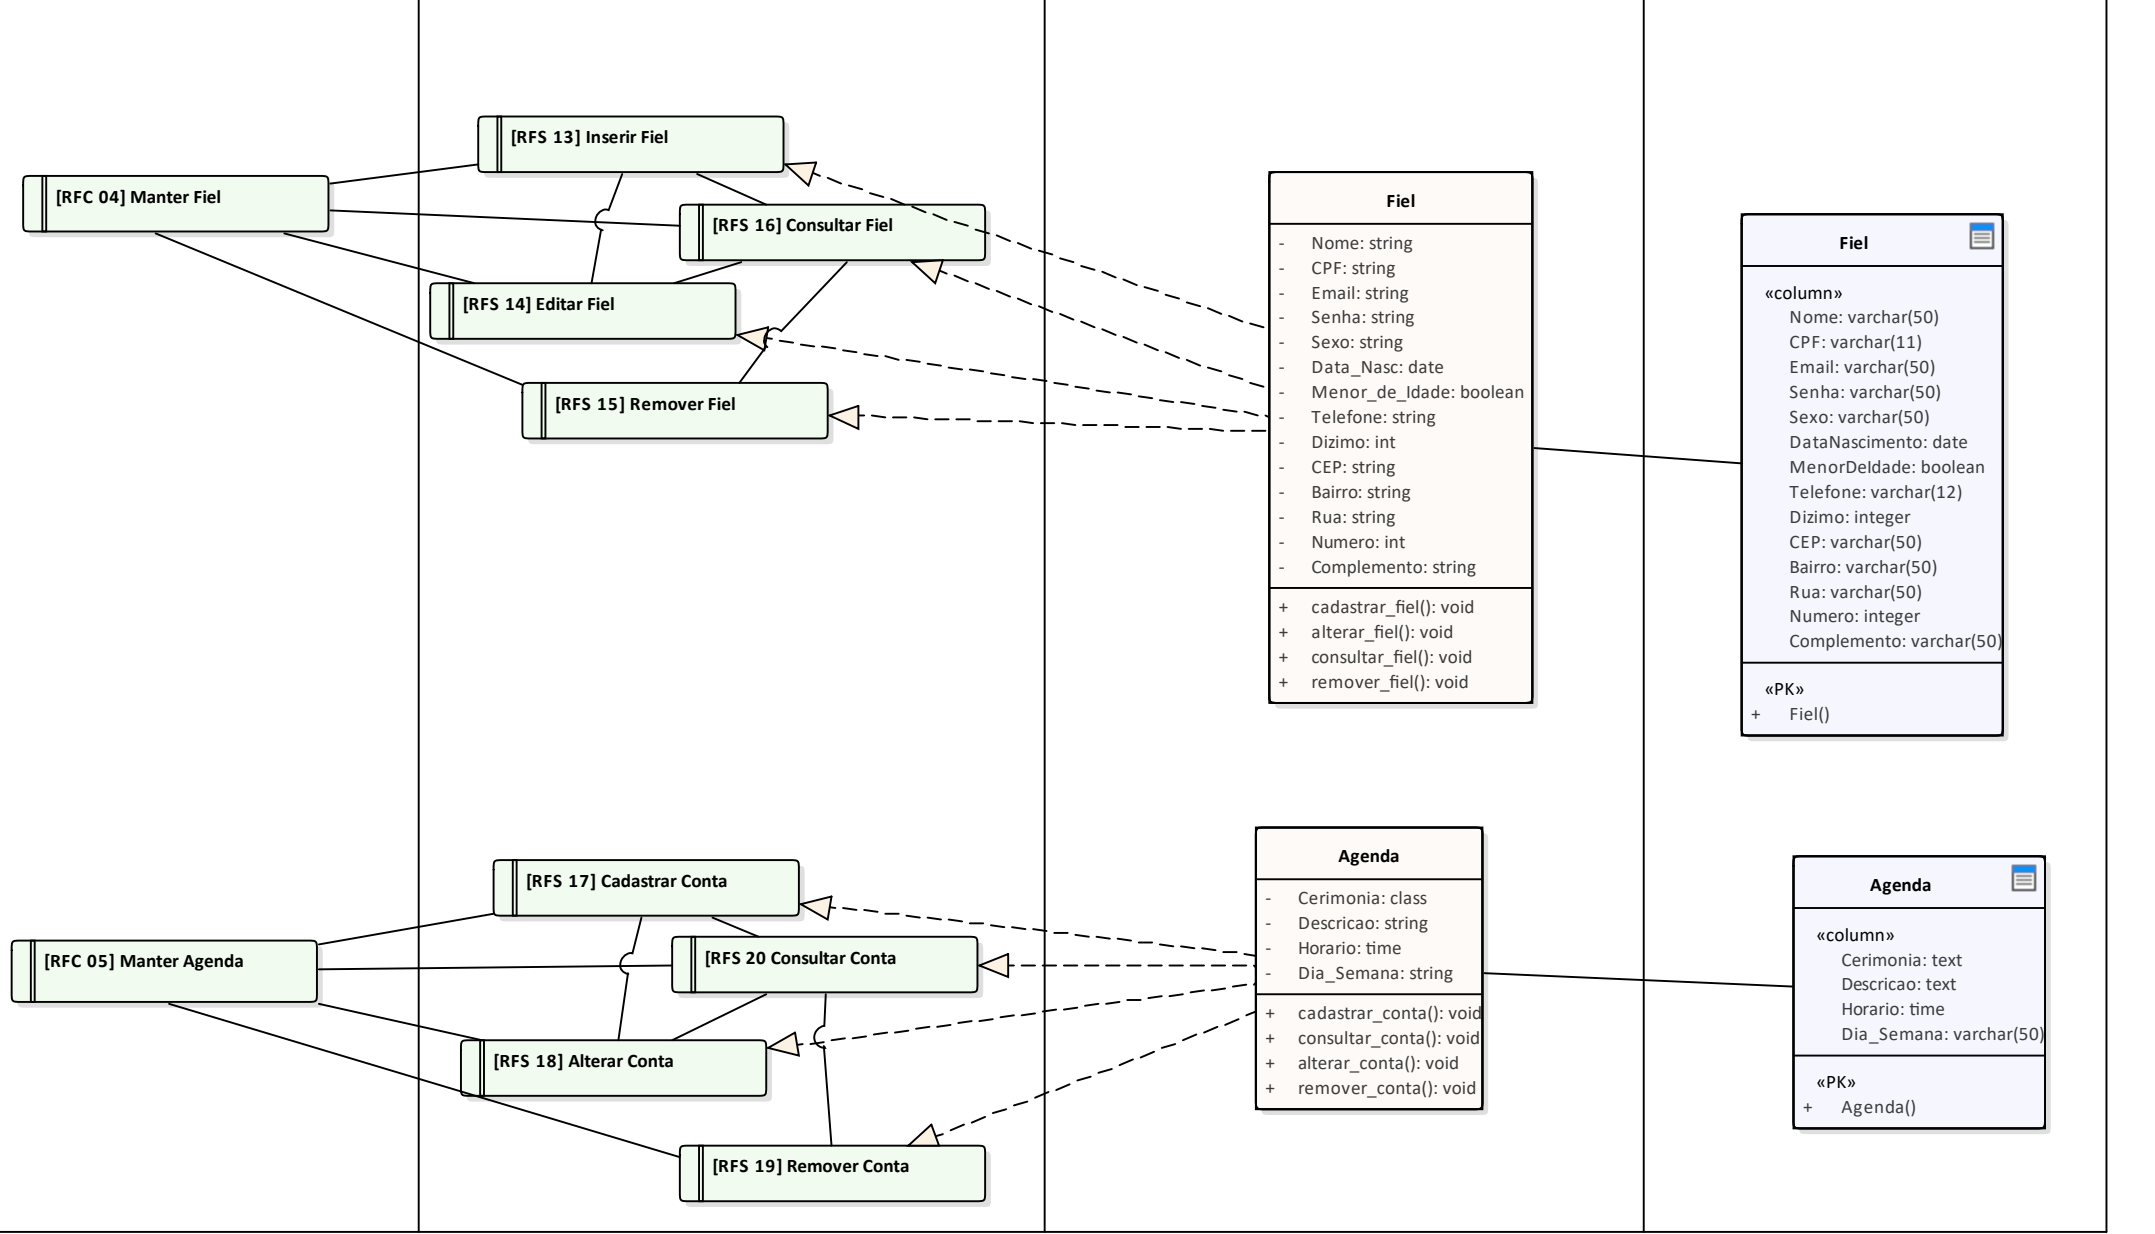 [RFC 04] Manter Fiel
[RFS 13] Inserir Fiel
[RFS 16] Consultar Fiel
[RFS 14] Editar Fiel
[RFS 15] Remover Fiel
Fiel
- Nome: string
- CPF: string
- Email: string
- Senha: string
- Sexo: string
- Data_Nasc: date
- Menor_de_Idade: boolean
- Telefone: string
- Dizimo: int
- CEP: string
- Bairro: string
- Rua: string
- Numero: int
- Complemento: string
+ cadastrar_fiel(): void
+ alterar_fiel(): void
+ consultar_fiel(): void
+ remover_fiel(): void
Fiel
«column»
Nome: varchar(50)
CPF: varchar(11)
Email: varchar(50)
Senha: varchar(50)
Sexo: varchar(50)
DataNascimento: date
MenorDeIdade: boolean
Telefone: varchar(12)
Dizimo: integer
CEP: varchar(50)
Bairro: varchar(50)
Rua: varchar(50)
Numero: integer
Complemento: varchar(50)
«PK»
+ Fiel()
[RFC 05] Manter Agenda
[RFS 17] Cadastrar Conta
[RFS 20 Consultar Conta
[RFS 18] Alterar Conta
[RFS 19] Remover Conta
Agenda
- Cerimonia: class
- Descricao: string
- Horario: time
- Dia_Semana: string
+ cadastrar_conta(): void
+ consultar_conta(): void
+ alterar_conta(): void
+ remover_conta(): void
Agenda
«column»
Cerimonia: text
Descricao: text
Horario: time
Dia_Semana: varchar(50)
«PK»
+ Agenda()